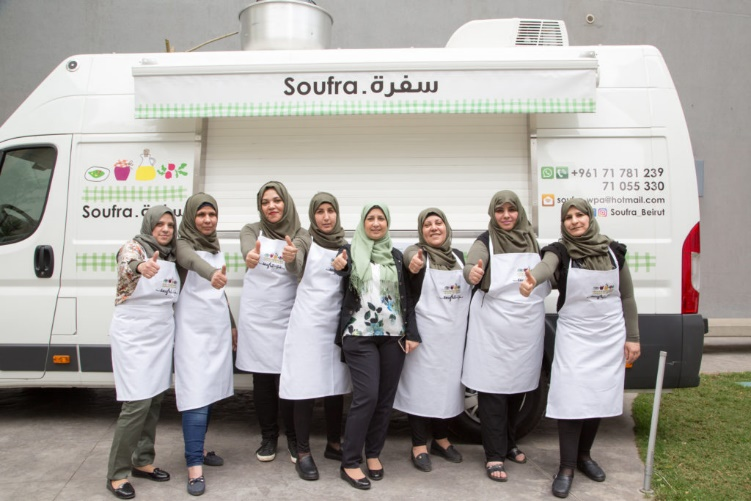 Soufra. سفرة
Soufra.
+961 71 781 239
71 055 330
Soufra_Beirut